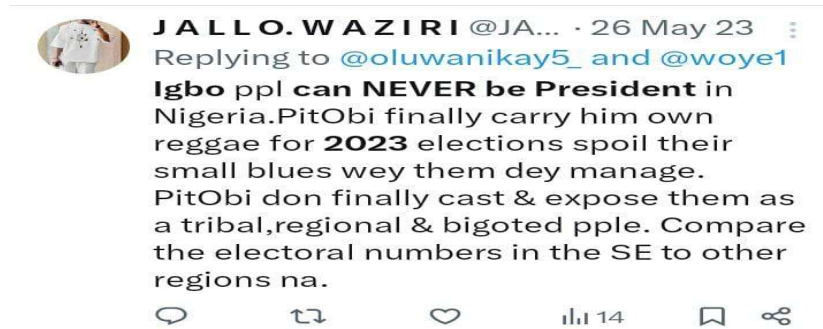 JALLO. WAZIRI @JA... · 26 May 23
Replying to @oluwanikay5_ and @woye1
Igbo ppl can NEVER be President in
Nigeria.PitObi finally carry him own
reggae for 2023 elections spoil their
small blues wey them dey manage.
PitObi don finally cast & expose them as
a tribal,regional & bigoted pple. Compare
the electoral numbers in the SE to other
regions na.
14